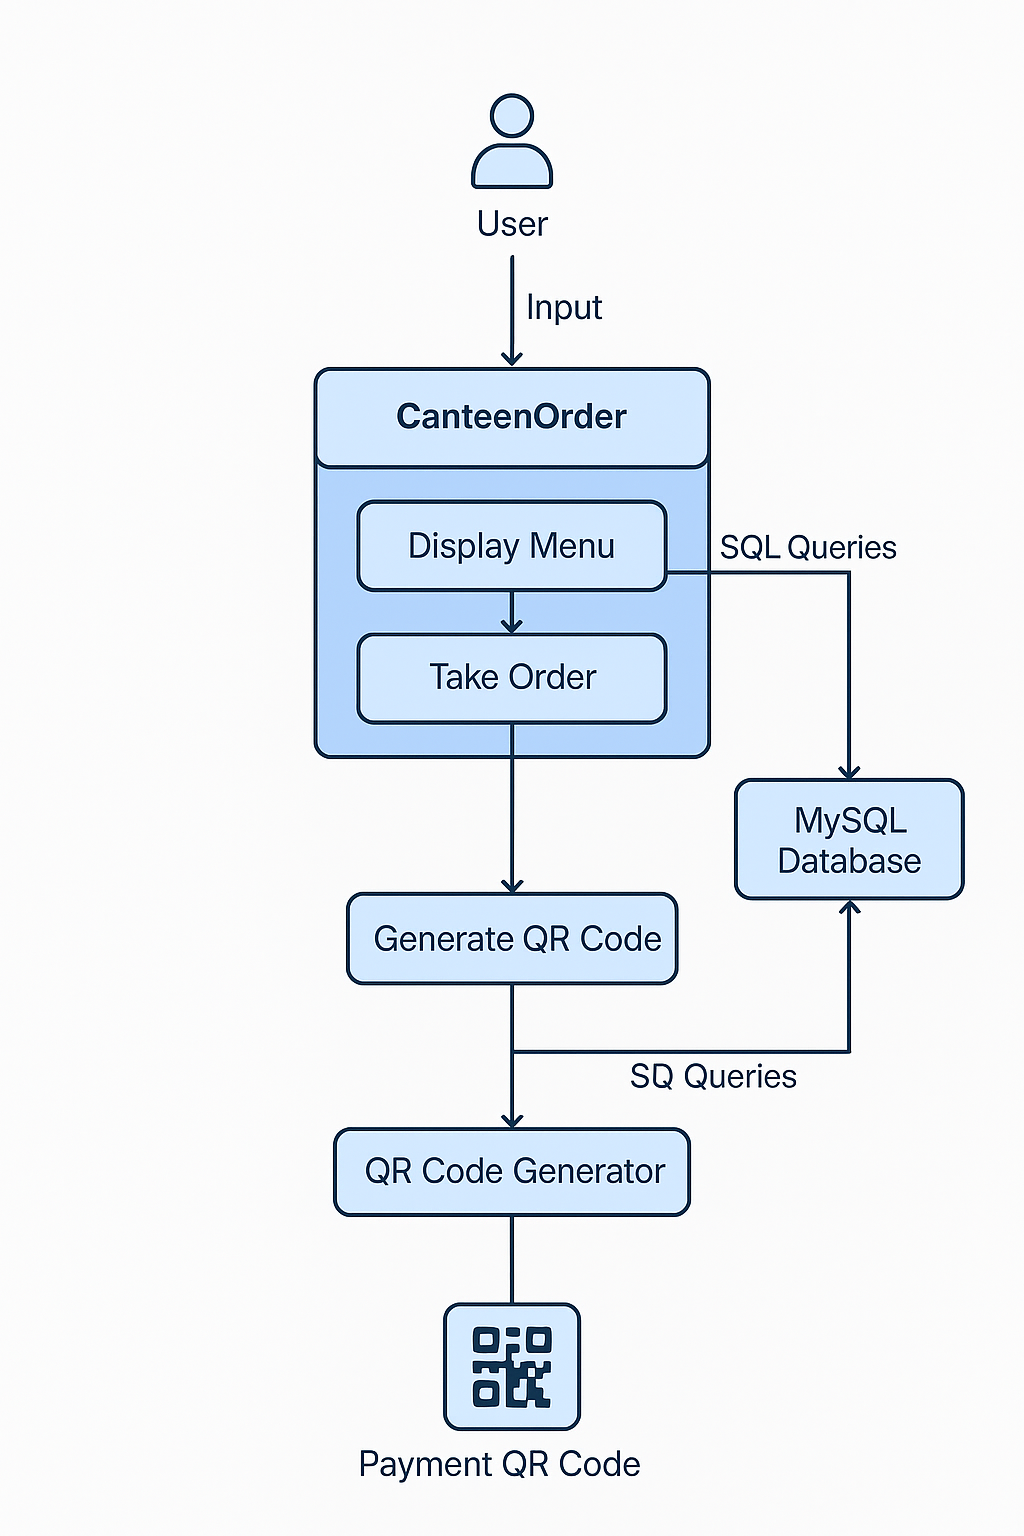 User
Input
CanteenOrder
Display Menu
SQL Queries
Take Order
MySQL
Database
Generate QR Code
SQ Queries
QR Code Generator
Payment QR Code